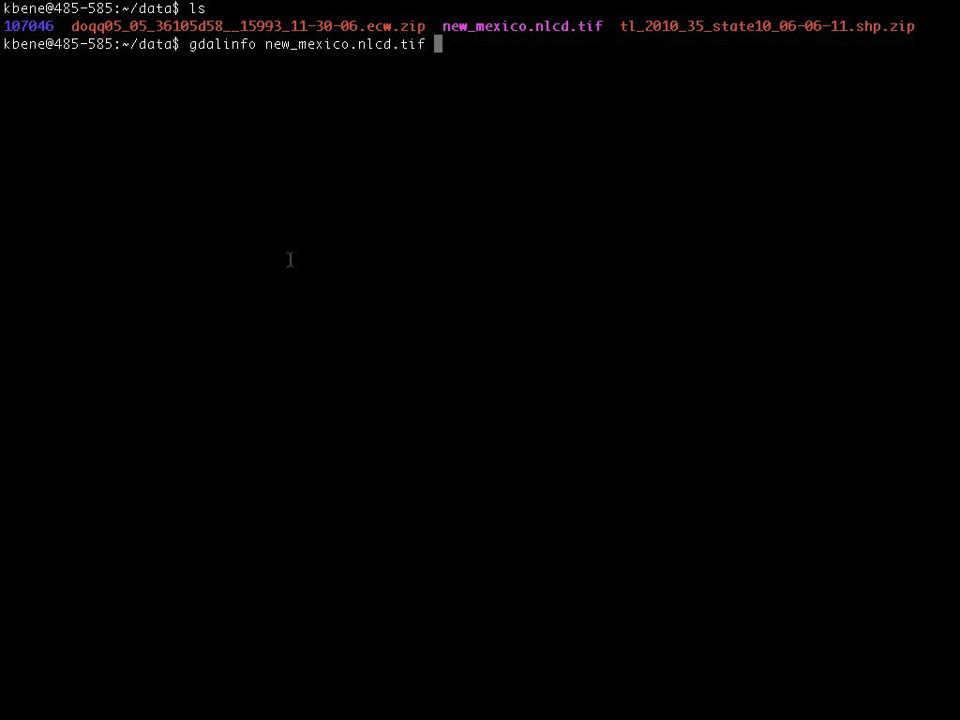 kbene@485-585:~/data$ ls
107046  doqq05_05_36105d58__15993_11-30-06.ecw.zip  new_mexico.nlcd.tif  tl_2010_35_state10_06-06-11.shp.zip
kbene@485-585:~/data$ gdalinfo new_mexico.nlcd.tif